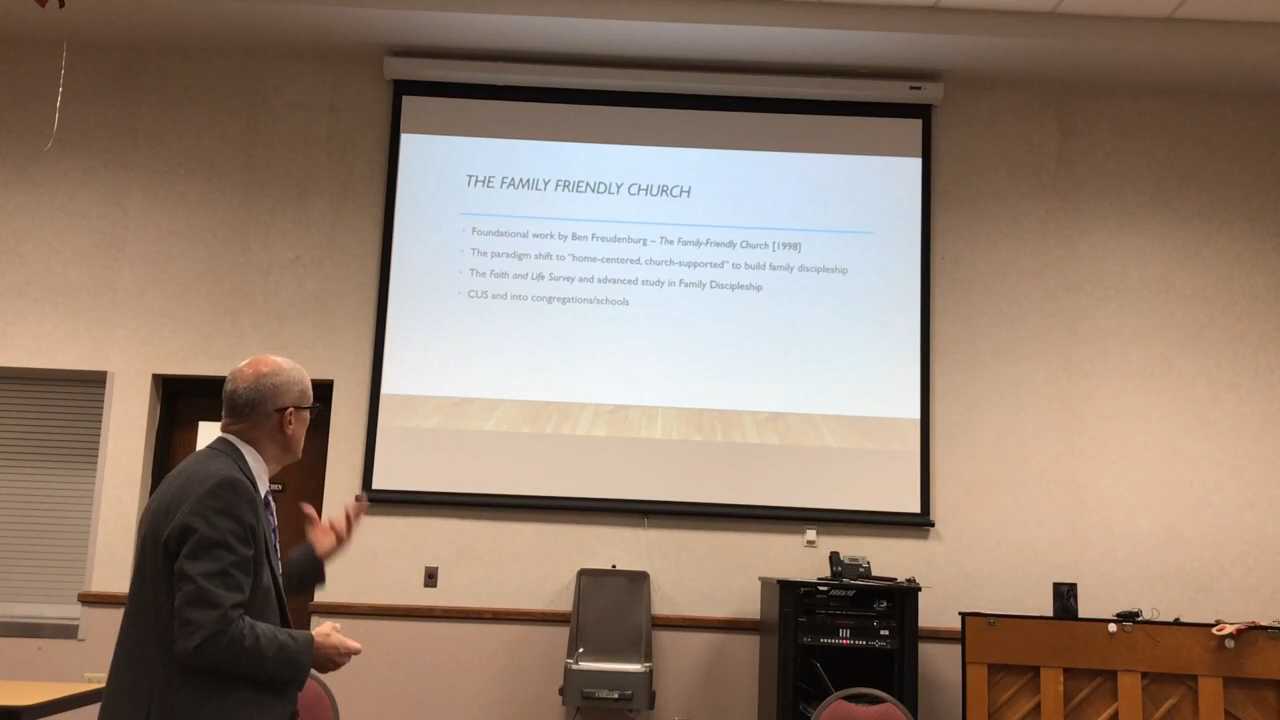 THE FAMILY FRIENDLY CHURCH
• Foundational work by Ben Freudenburg – The Family-Friendly Church [1998]
• The paradigm shift to “home-centered, church-supported” to build family discipleship
• The Faith and Life Survey and advanced study in Family Discipleship
• CUS and into congregations/schools